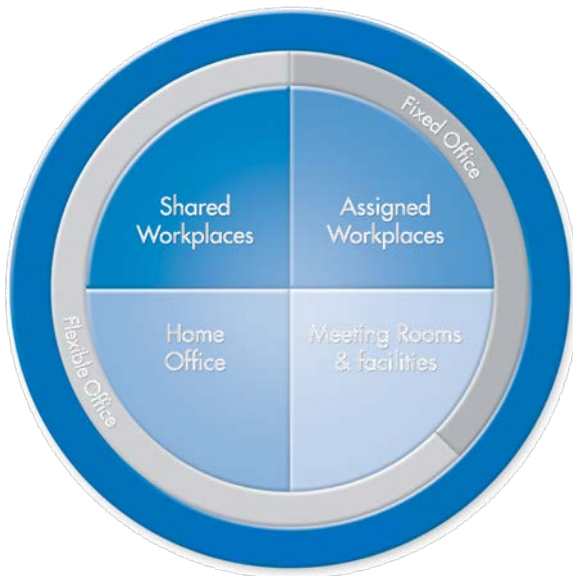 Fixed Office
Shared
Workplaces
Assigned
Workplaces
Home
Office
Meeting Rooms
& facilities
Flexible Office